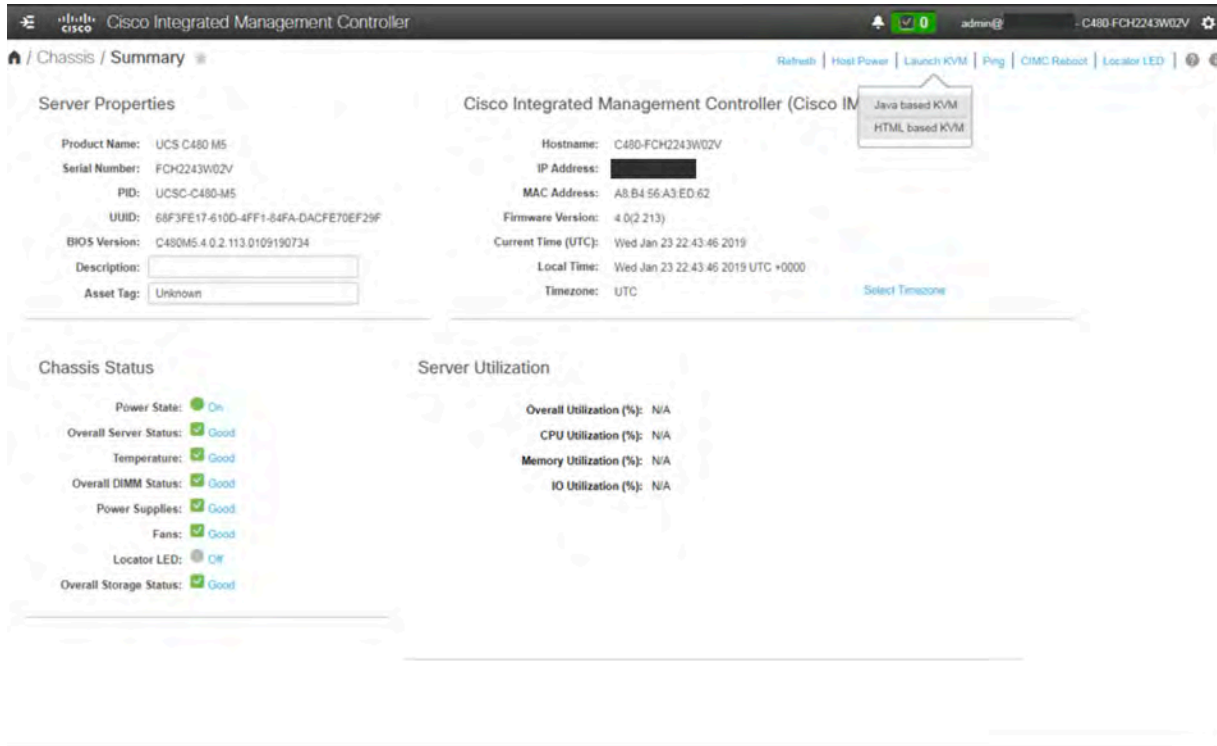 cisco Cisco Integrated Management Controller 0 admin@ - C480-FCH2243W02V
/ Chassis / Summary Refresh | Host Power | Launch KVM | Ping | CIMC Reboot | Locator LED |
Java based KVM
HTML based KVM
Server Properties
Product Name: UCS C480 M5
Serial Number: FCH2243W02V
PID: UCSC-C480-M5
UUID: 68F3FE17-610D-4FF1-84FA-DACFE70EF29F
BIOS Version: C480M5.4.0.2.113.0109190734
Description:
Asset Tag: Unknown
Cisco Integrated Management Controller (Cisco IM
Hostname: C480-FCH2243W02V
IP Address:
MAC Address: A8:B4:56:A3:ED:62
Firmware Version: 4.0(2.213)
Current Time (UTC): Wed Jan 23 22:43:46 2019
Local Time: Wed Jan 23 22:43:46 2019 UTC +0000
Timezone: UTC Select Timezone
Chassis Status
Power State: On
Overall Server Status: Good
Temperature: Good
Overall DIMM Status: Good
Power Supplies: Good
Fans: Good
Locator LED: Off
Overall Storage Status: Good
Server Utilization
Overall Utilization (%): N/A
CPU Utilization (%): N/A
Memory Utilization (%): N/A
IO Utilization (%): N/A